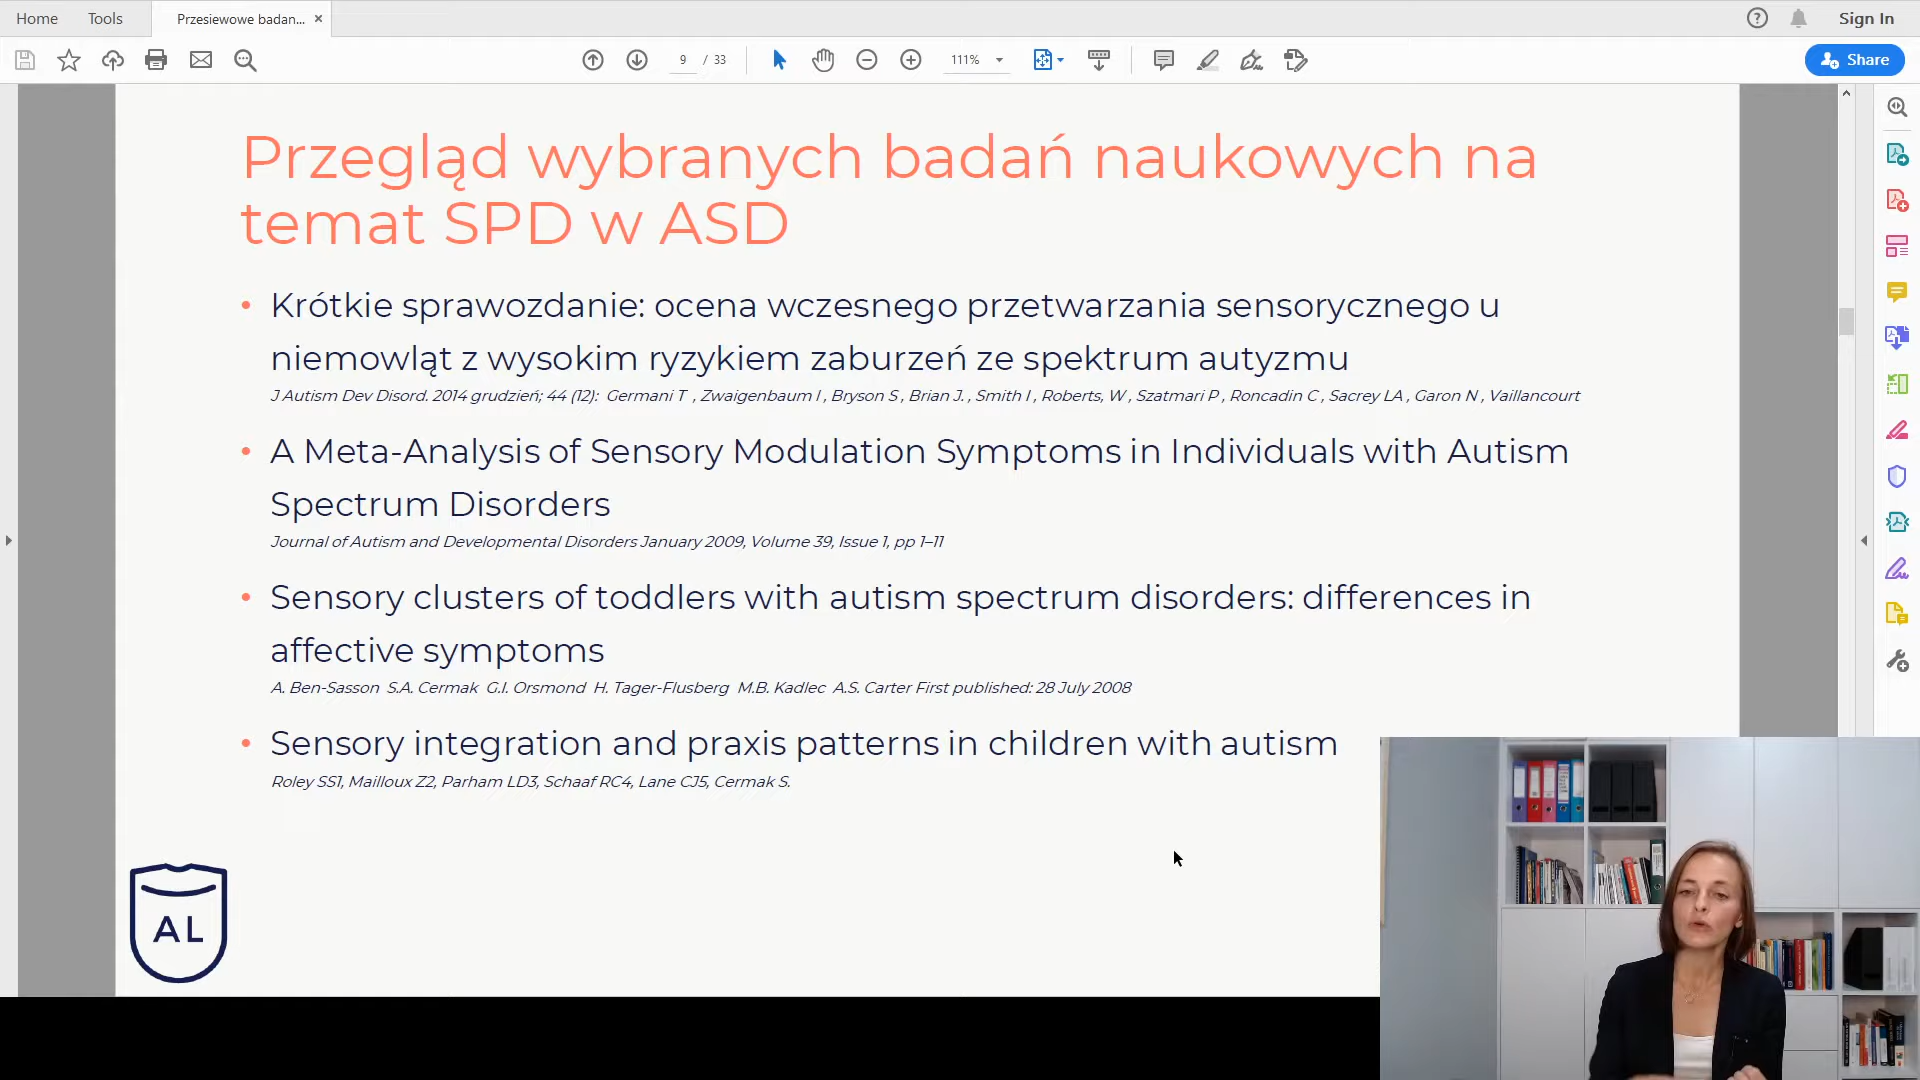 Home
Tools
Przesiewowe badan...
Sign In
9 / 33
111%
Share
Przegląd wybranych badań naukowych na
temat SPD w ASD
• Krótkie sprawozdanie: ocena wczesnego przetwarzania sensorycznego u
niemowląt z wysokim ryzykiem zaburzeń ze spektrum autyzmu
J Autism Dev Disord. 2014 grudzień; 44 (12): Germani T , Zwaigenbaum I , Bryson S , Brian J. , Smith I , Roberts, W , Szatmari P , Roncadin C , Sacrey LA , Garon N , Vaillancourt
• A Meta-Analysis of Sensory Modulation Symptoms in Individuals with Autism
Spectrum Disorders
Journal of Autism and Developmental Disorders January 2009, Volume 39, Issue 1, pp 1–11
• Sensory clusters of toddlers with autism spectrum disorders: differences in
affective symptoms
A. Ben-Sasson S.A. Cermak G.I. Orsmond H. Tager-Flusberg M.B. Kadlec A.S. Carter First published: 28 July 2008
• Sensory integration and praxis patterns in children with autism
Roley SS1, Mailloux Z2, Parham LD3, Schaaf RC4, Lane CJ5, Cermak S.
AL